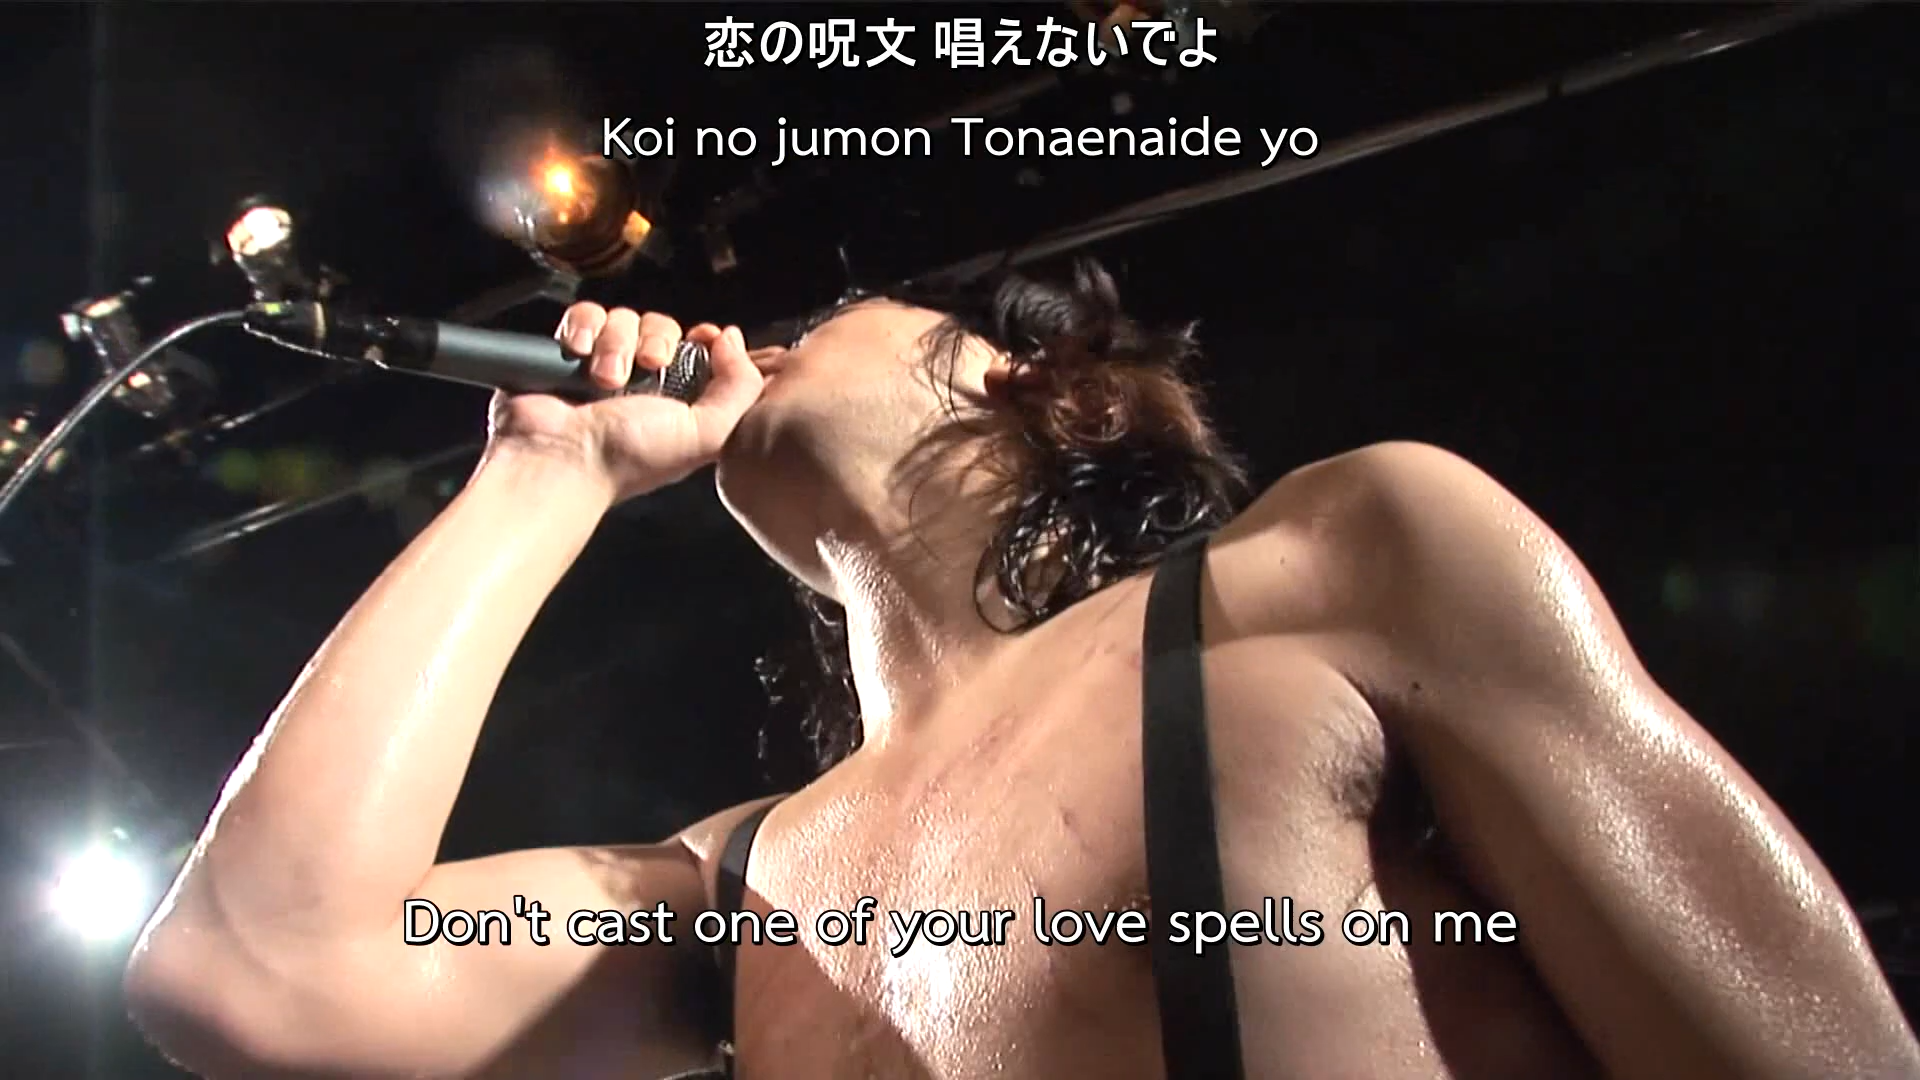 恋の呪文 唱えないでよ
Koi no jumon Tonaenaide yo
Don't cast one of your love spells on me